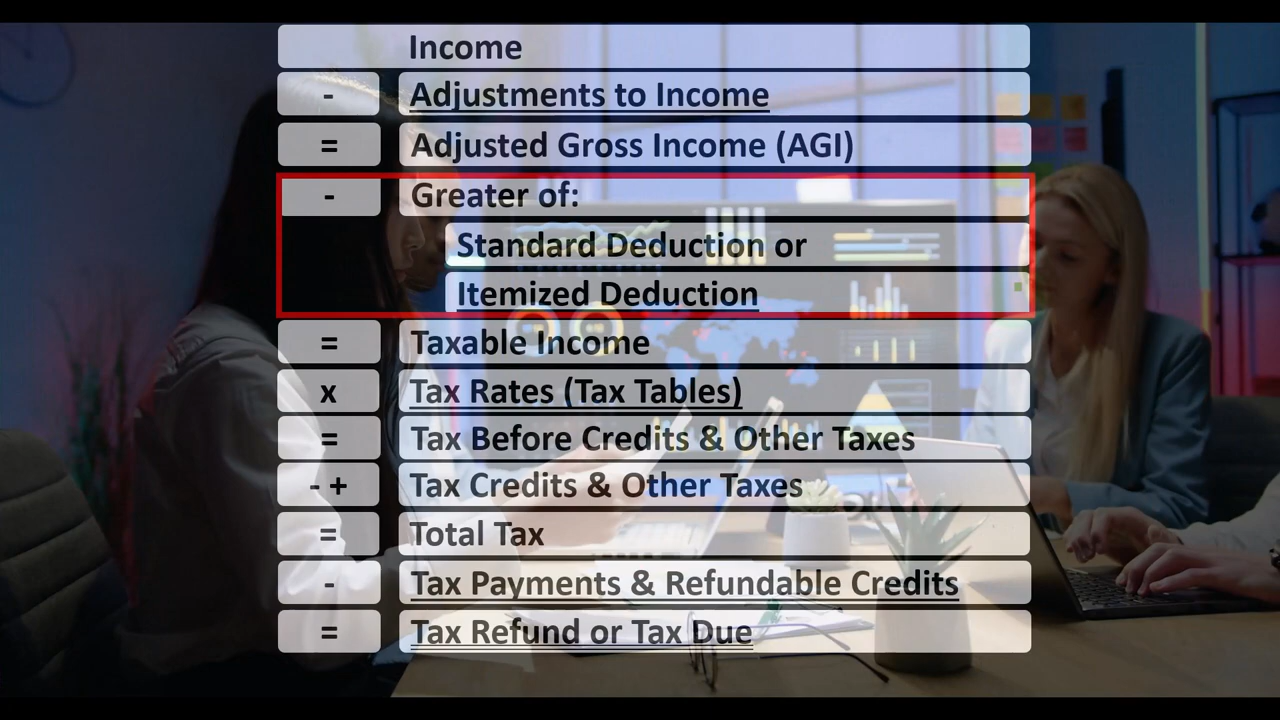 Income
- Adjustments to Income
= Adjusted Gross Income (AGI)
- Greater of:
Standard Deduction or
Itemized Deduction
= Taxable Income
x Tax Rates (Tax Tables)
= Tax Before Credits & Other Taxes
- + Tax Credits & Other Taxes
= Total Tax
- Tax Payments & Refundable Credits
= Tax Refund or Tax Due